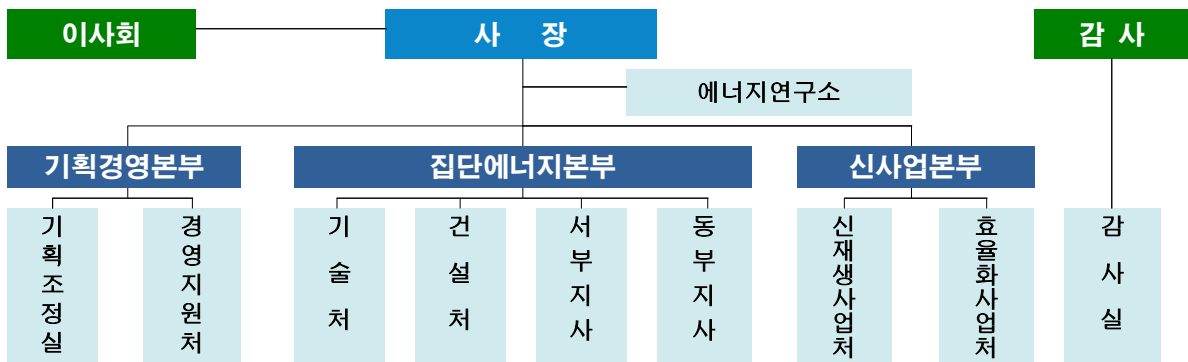 이사회
사 장
감 사
에너지연구소
기획경영본부
집단에너지본부
신사업본부
기획조정실
경영지원처
기술처
건설처
서부지사
동부지사
신재생사업처
효율화사업처
감사실